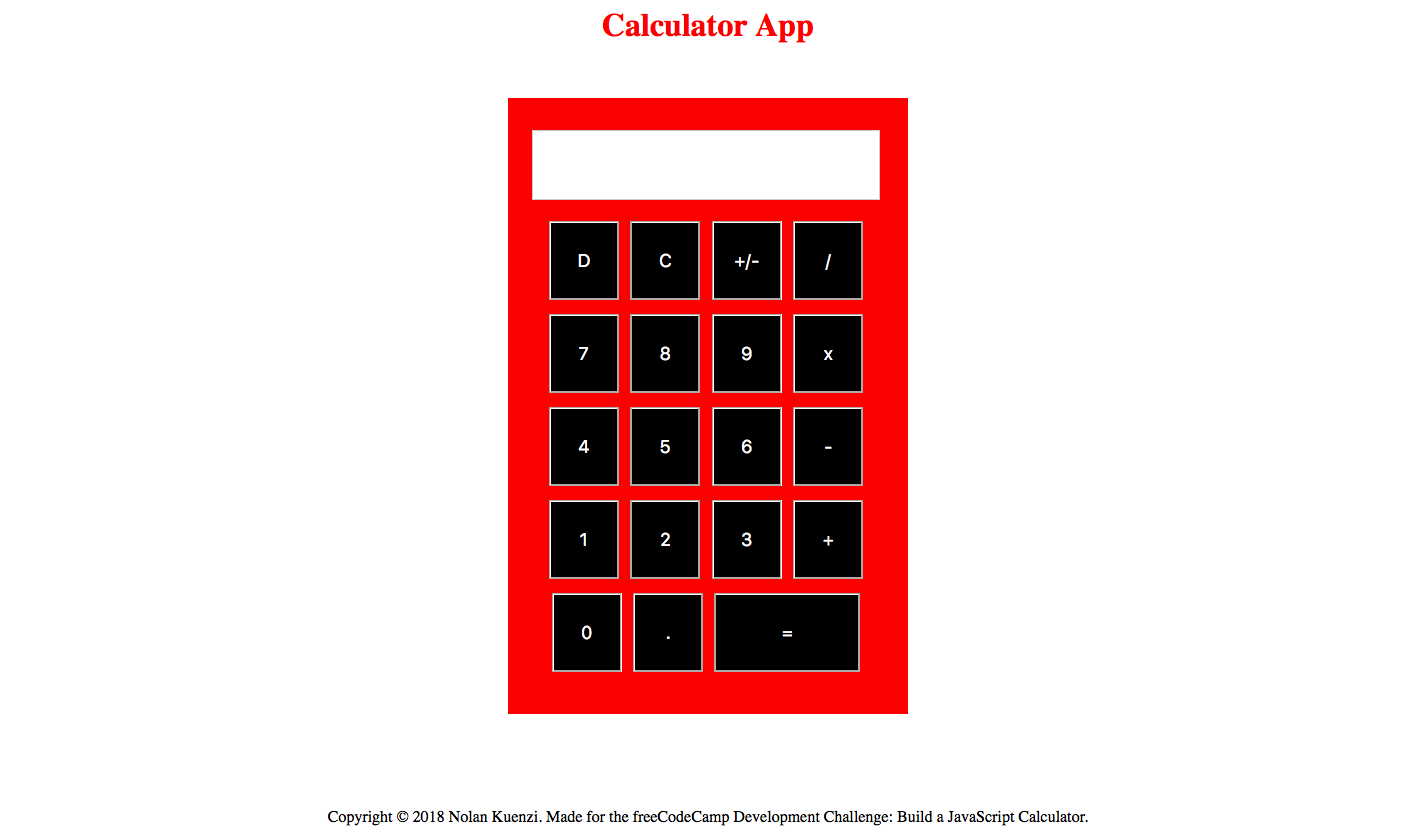 Calculator App
D C +/- /
7 8 9 x
4 5 6 -
1 2 3 +
0 . =
Copyright © 2018 Nolan Kuenzi. Made for the freeCodeCamp Development Challenge: Build a JavaScript Calculator.